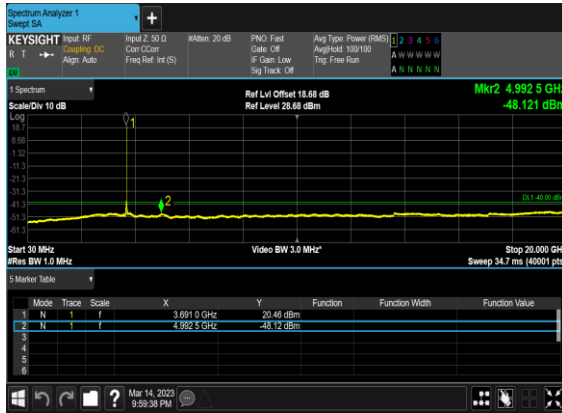 Spectrum Analyzer 1
Swept SA
+
KEYSIGHT Input: RF Input Z: 50 Ω #Atten: 20 dB PNO: Fast Avg Type: Power (RMS) 1 2 3 4 5 6
R T Coupling: DC Corr CCorr Gate: Off Avg|Hold: 100/100 A W W W W W
Align: Auto Freq Ref: Int (S) IF Gain: Low Trig: Free Run
LXI Sig Track: Off A N N N N N
1 Spectrum Ref Lvl Offset 18.68 dB Mkr2 4.992 5 GHz
Scale/Div 10 dB Ref Level 28.68 dBm -48.121 dBm
Log
18.7
8.68
-1.32
-11.3
-21.3
-31.3
-41.3
-51.3
-61.3
1
2
DL1 -40.00 dBm
Start 30 MHz Video BW 3.0 MHz* Stop 20.000 GHz
#Res BW 1.0 MHz Sweep 34.7 ms (40001 pts)
5 Marker Table
Mode Trace Scale X Y Function Function Width Function Value
1 N 1 f 3.691 0 GHz 20.46 dBm
2 N 1 f 4.992 5 GHz -48.12 dBm
3
4
5
6
? Mar 14, 2023
9:59:38 PM